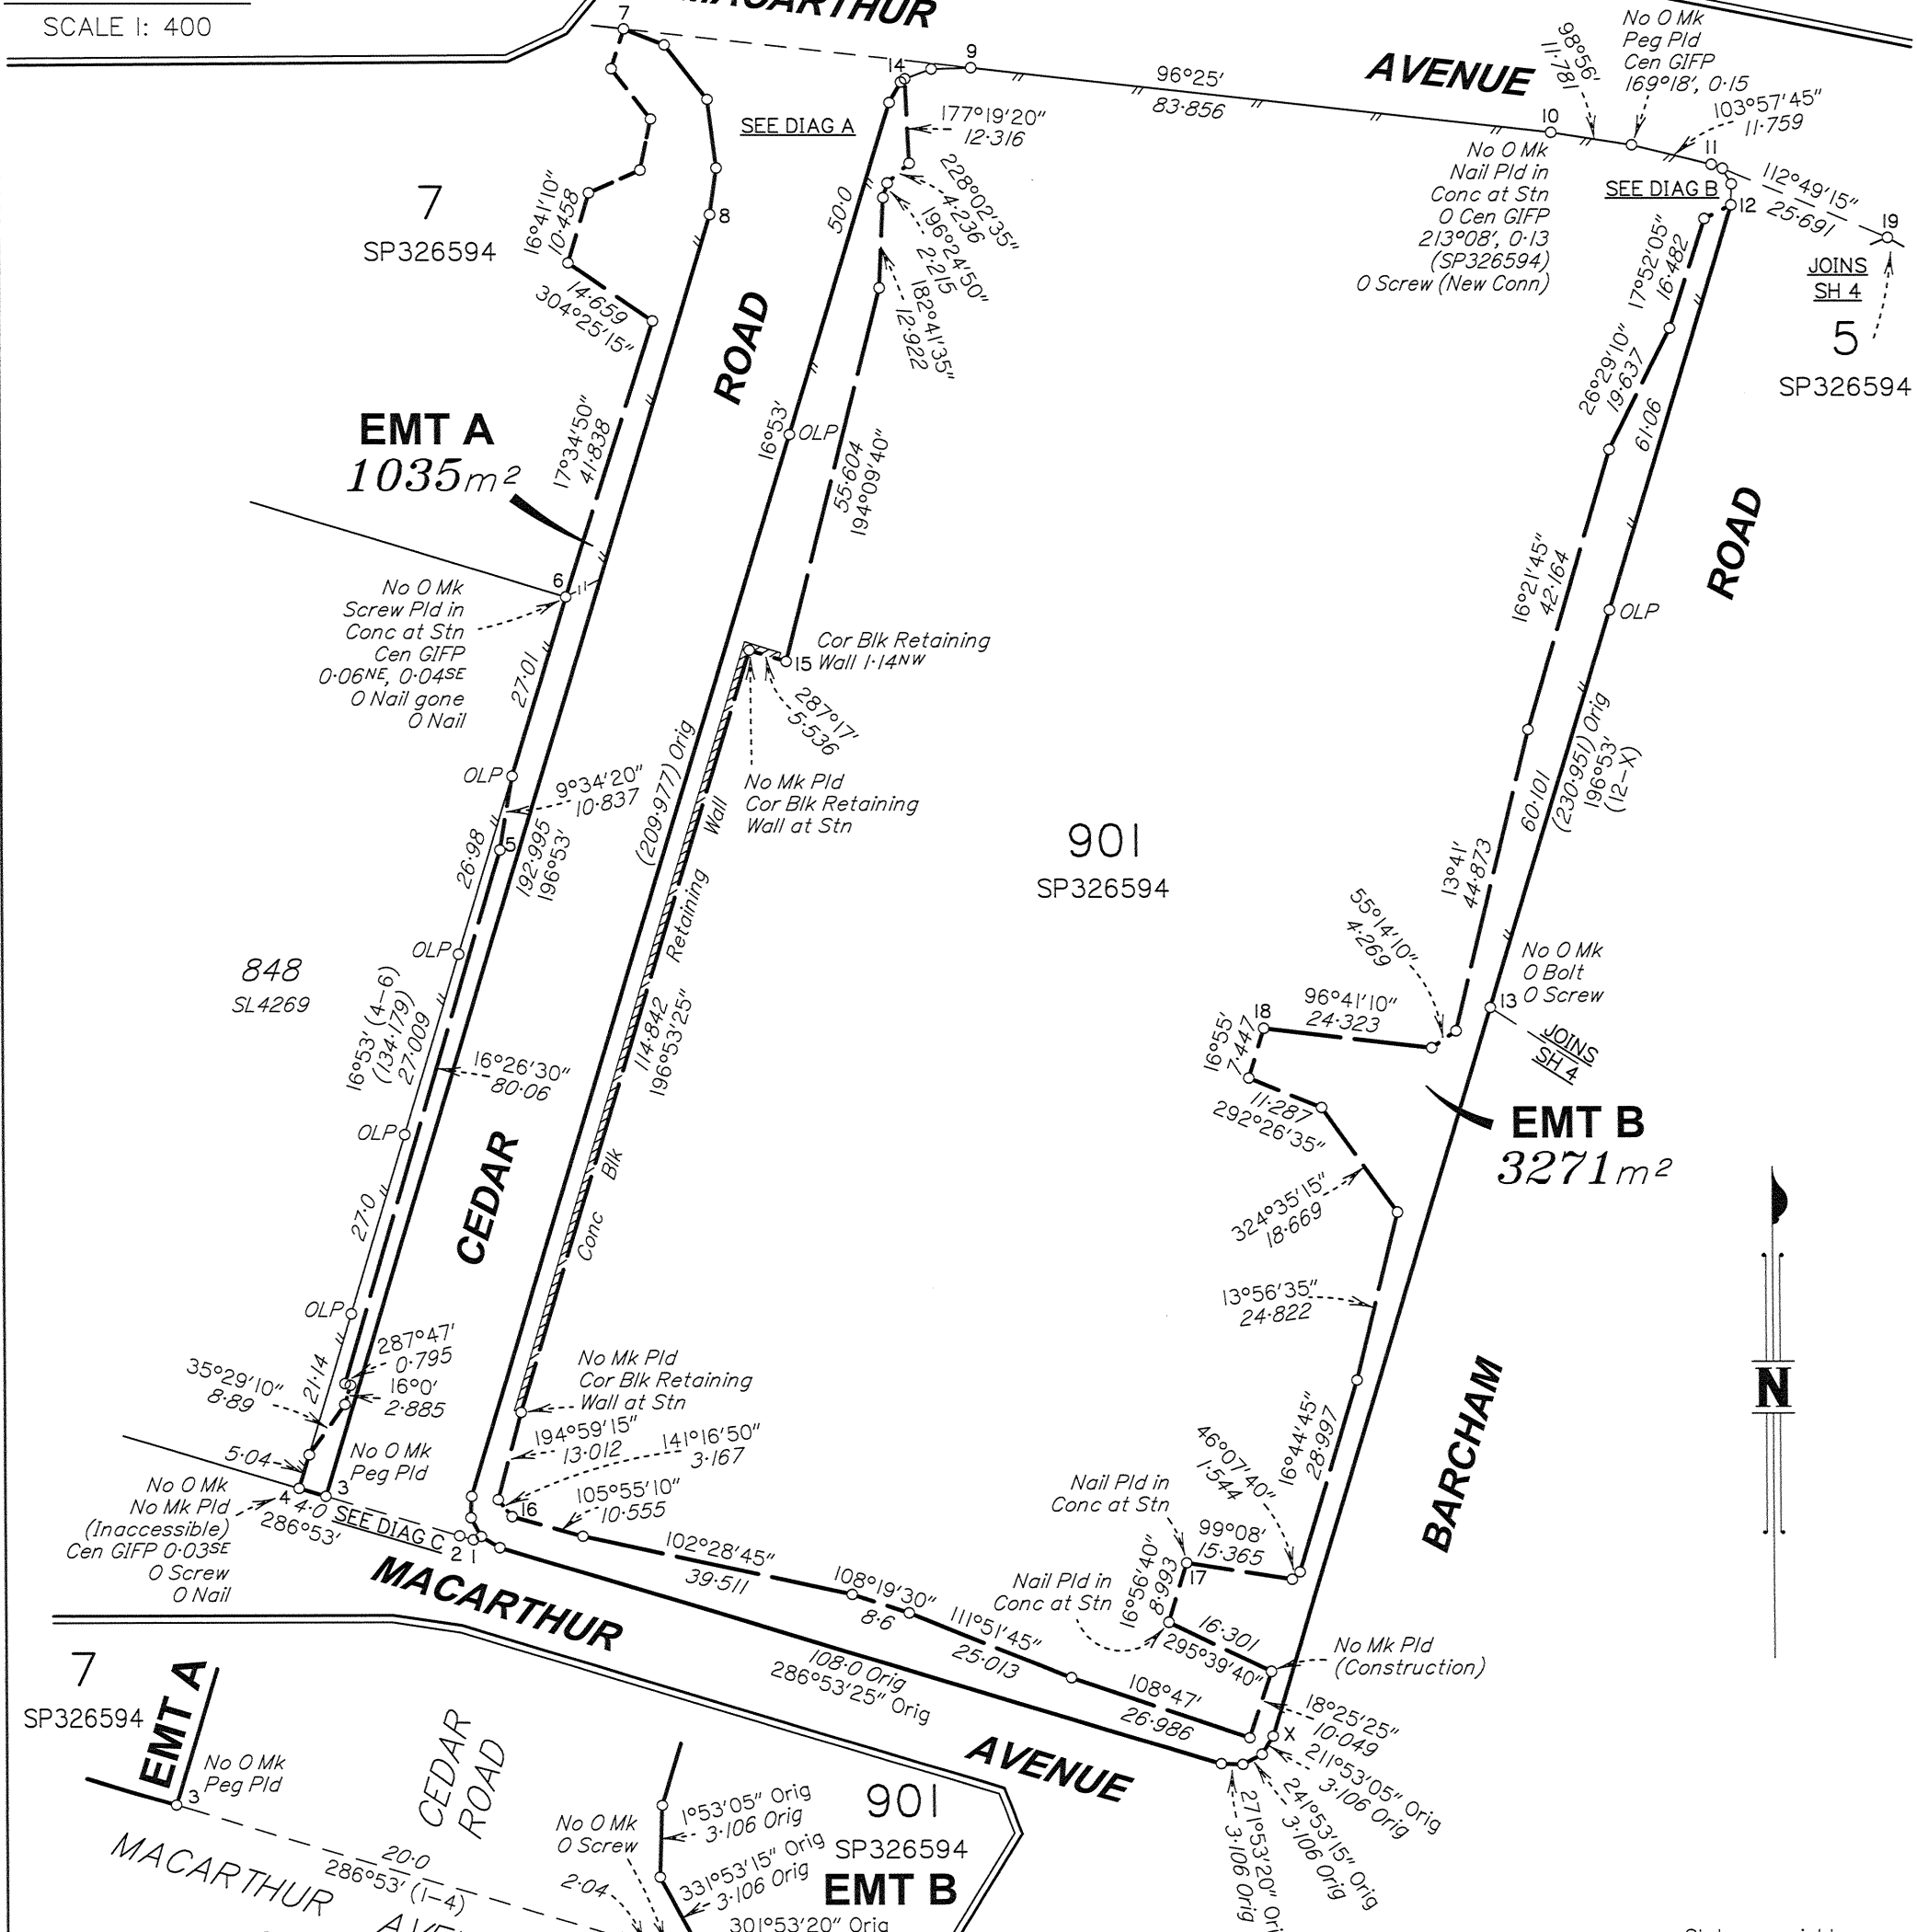 SCALE 1: 400
MACARTHUR
AVENUE
7
9
14
96°25'
83·856
98°56'
11·781
No O Mk
Peg Pld
Cen GIFP
169°18', 0·15
103°57'45"
11·759
10
11
112°49'15"
25·691
19
12
SEE DIAG A
SEE DIAG B
JOINS
SH 4
5
SP326594
No O Mk
Nail Pld in
Conc at Stn
O Cen GIFP
213°08', 0·13
(SP326594)
O Screw (New Conn)
177°19'20"
12·316
228°02'35"
4·236
196°24'50"
2·215
182°41'35"
12·922
50·0
7
SP326594
16°41'10"
10·458
14·659
304°25'15"
8
ROAD
17°52'05"
16·482
26°29'10"
19·637
61·06
ROAD
EMT A
1035m²
17°34'50"
41·838
16°53'
OLP
55·604
194°09'40"
16°21'45"
42·164
OLP
6
No O Mk
Screw Pld in
Conc at Stn
Cen GIFP
0·06NE, 0·04SE
O Nail gone
O Nail
27·01
15
Cor Blk Retaining
Wall 1·14NW
287°17'
5·536
No Mk Pld
Cor Blk Retaining
Wall at Stn
(209·977) Orig
Wall
Retaining
Blk
Conc
114·842
196°53'25"
OLP
9°34'20"
10·837
5
26·98
192·995
196°53'
901
SP326594
60·101
(230·951) Orig
196°53'
(12-X)
13°41'
44·873
55°14'10"
4·269
No O Mk
O Bolt
O Screw
13
JOINS
SH 4
848
SL4269
OLP
16°53' (4-6)
(134·179)
27·009
16°26'30"
80·06
OLP
27·0
CEDAR
18
96°41'10"
24·323
16°55'
7·447
11·287
292°26'35"
324°35'15"
18·669
EMT B
3271m²
13°56'35"
24·822
N
OLP
21·14
287°47'
0·795
16°0'
2·885
35°29'10"
8·89
5·04
No O Mk
Peg Pld
3
4
4·0
286°53'
No O Mk
No Mk Pld
(Inaccessible)
Cen GIFP 0·03SE
O Screw
O Nail
SEE DIAG C
2
1
No Mk Pld
Cor Blk Retaining
Wall at Stn
194°59'15"
13·012
141°16'50"
3·167
16
105°55'10"
10·555
102°28'45"
39·511
108°19'30"
8·6
111°51'45"
25·013
108°47'
26·986
108·0 Orig
286°53'25" Orig
MACARTHUR
AVENUE
BARCHAM
16°44'45"
28·997
46°07'40"
1·544
Nail Pld in
Conc at Stn
99°08'
15·365
17
Nail Pld in
Conc at Stn
16°56'40"
8·993
16·301
295°39'40"
No Mk Pld
(Construction)
18°25'25"
10·049
X
211°53'05" Orig
3·106 Orig
241°53'15" Orig
3·106 Orig
271°53'20" Orig
3·106 Orig
7
SP326594
EMT A
No O Mk
Peg Pld
3
CEDAR
ROAD
20·0
286°53' (1-4)
MACARTHUR
No O Mk
O Screw
2·04
1°53'05" Orig
3·106 Orig
331°53'15" Orig
3·106 Orig
301°53'20" Orig
901
SP326594
EMT B